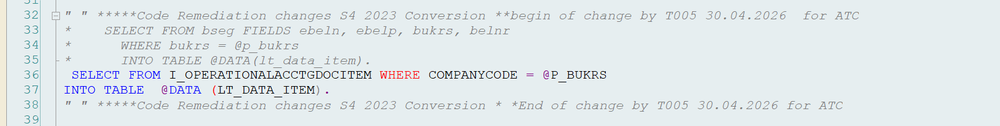 31
32 " " *****Code Remediation changes S4 2023 Conversion **begin of change by T005 30.04.2026  for ATC
33 *    SELECT FROM bseg FIELDS ebeln, ebelp, bukrs, belnr
34 *      WHERE bukrs = @p_bukrs
35 *      INTO TABLE @DATA(lt_data_item).
36  SELECT FROM I_OPERATIONALACCTGDOCITEM WHERE COMPANYCODE = @P_BUKRS
37 INTO TABLE  @DATA (LT_DATA_ITEM).
38 " " *****Code Remediation changes S4 2023 Conversion * *End of change by T005 30.04.2026 for ATC
39